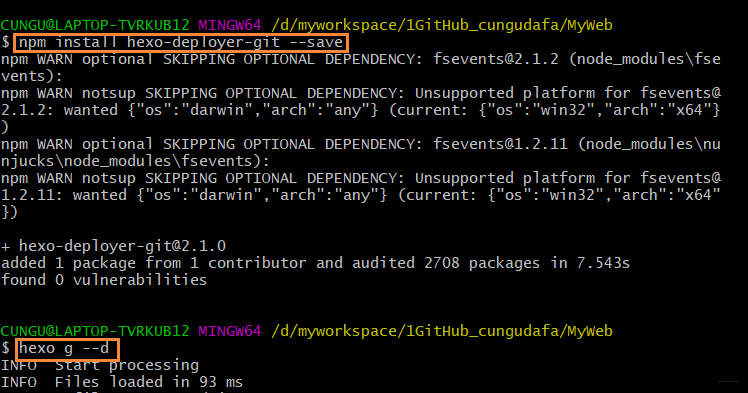 CUNGU@LAPTOP-TVRKUB12 MINGW64 /d/myworkspace/1GitHub_cungudafa/MyWeb
$ npm install hexo-deployer-git --save
npm WARN optional SKIPPING OPTIONAL DEPENDENCY: fsevents@2.1.2 (node_modules\fse
vents):
npm WARN notsup SKIPPING OPTIONAL DEPENDENCY: Unsupported platform for fsevents@
2.1.2: wanted {"os":"darwin","arch":"any"} (current: {"os":"win32","arch":"x64"}
)
npm WARN optional SKIPPING OPTIONAL DEPENDENCY: fsevents@1.2.11 (node_modules\nu
njucks\node_modules\fsevents):
npm WARN notsup SKIPPING OPTIONAL DEPENDENCY: Unsupported platform for fsevents@
1.2.11: wanted {"os":"darwin","arch":"any"} (current: {"os":"win32","arch":"x64"
})
+ hexo-deployer-git@2.1.0
added 1 package from 1 contributor and audited 2708 packages in 7.543s
found 0 vulnerabilities
CUNGU@LAPTOP-TVRKUB12 MINGW64 /d/myworkspace/1GitHub_cungudafa/MyWeb
$ hexo g --d
INFO  Start processing
INFO  Files loaded in 93 ms